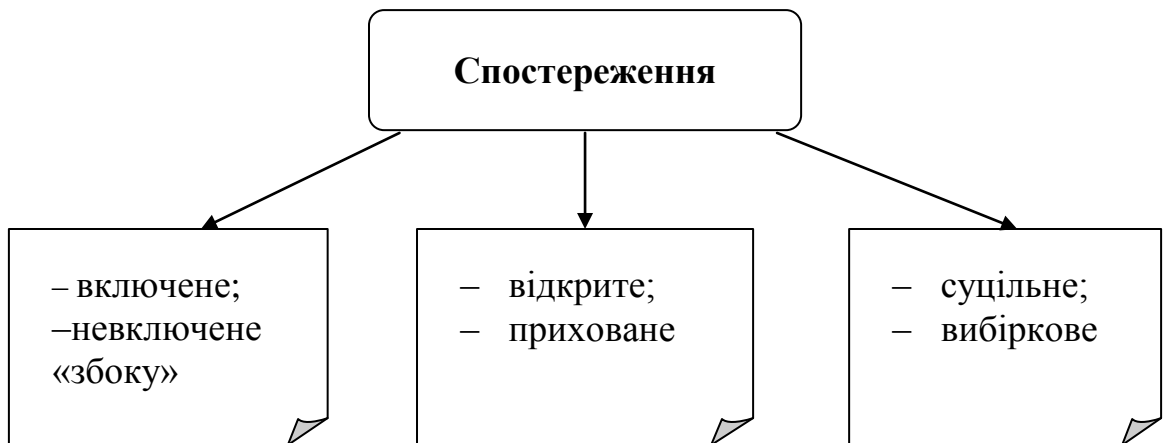 Спостереження
– включене;
–невключене
«збоку»
– відкрите;
– приховане
– суцільне;
– вибіркове